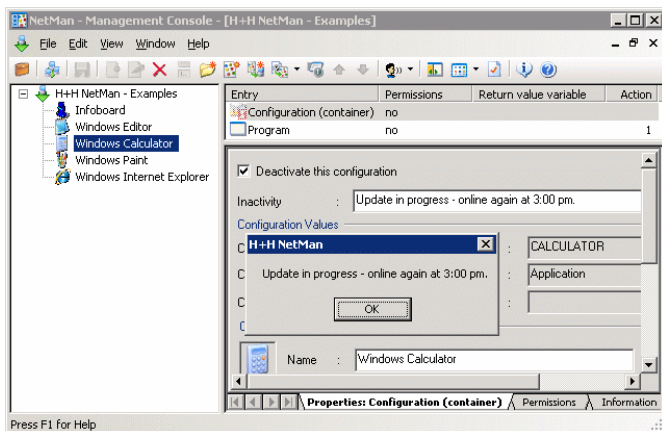 NetMan - Management Console - [H+H NetMan - Examples]
File Edit View Window Help
H+H NetMan - Examples
Infoboard
Windows Editor
Windows Calculator
Windows Paint
Windows Internet Explorer
Entry Permissions Return value variable Action
Configuration (container) no
Program no 1
Deactivate this configuration
Inactivity : Update in progress - online again at 3:00 pm.
Configuration Values
C : CALCULATOR
C : Application
C :
H+H NetMan
Update in progress - online again at 3:00 pm.
OK
Name : Windows Calculator
Properties: Configuration (container) Permissions Information
Press F1 for Help